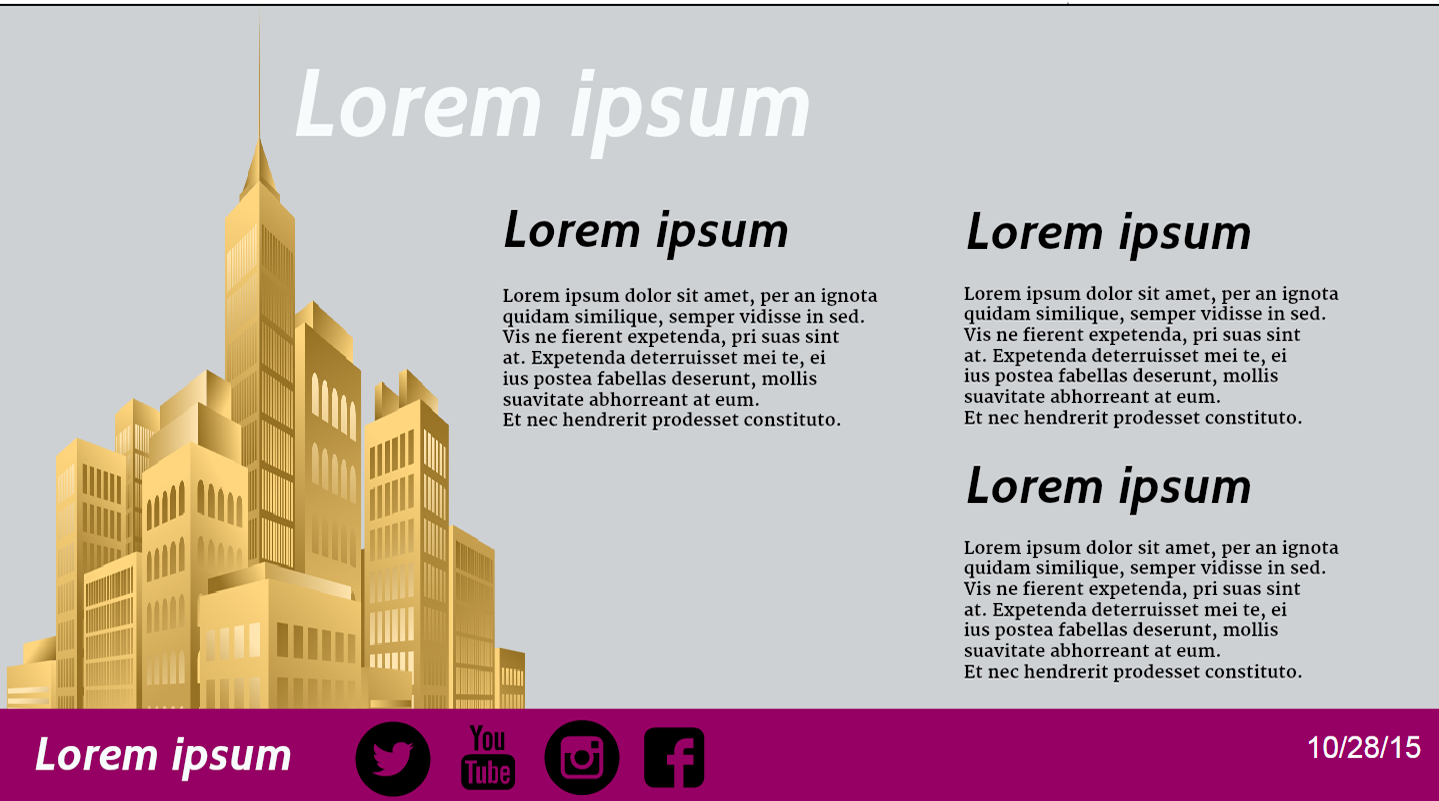 Lorem ipsum
Lorem ipsum
Lorem ipsum dolor sit amet, per an ignota
quidam similique, semper vidisse in sed.
Vis ne fierent expetenda, pri suas sint
at. Expetenda deterruisset mei te, ei
ius postea fabellas deserunt, mollis
suavitate abhorreant at eum.
Et nec hendrerit prodesset constituto.
Lorem ipsum
Lorem ipsum dolor sit amet, per an ignota
quidam similique, semper vidisse in sed.
Vis ne fierent expetenda, pri suas sint
at. Expetenda deterruisset mei te, ei
ius postea fabellas deserunt, mollis
suavitate abhorreant at eum.
Et nec hendrerit prodesset constituto.
Lorem ipsum
Lorem ipsum dolor sit amet, per an ignota
quidam similique, semper vidisse in sed.
Vis ne fierent expetenda, pri suas sint
at. Expetenda deterruisset mei te, ei
ius postea fabellas deserunt, mollis
suavitate abhorreant at eum.
Et nec hendrerit prodesset constituto.
Lorem ipsum
You
Tube
10/28/15